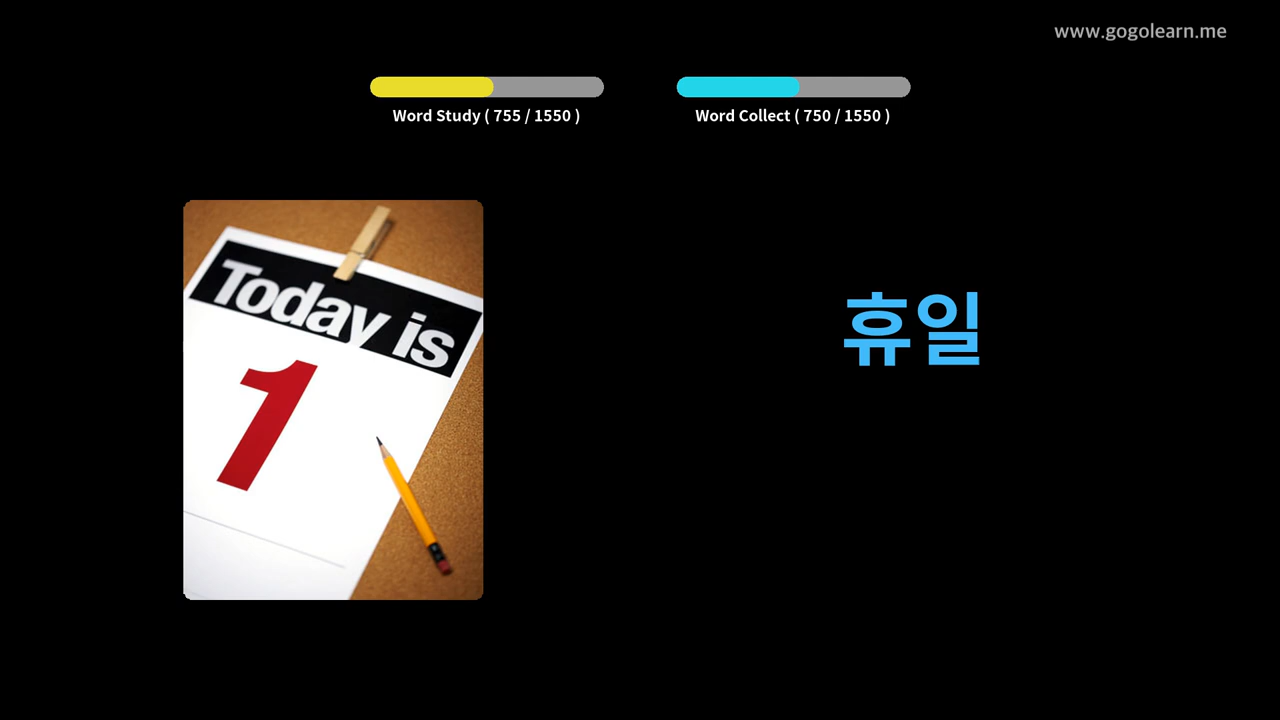 www.gogolearn.me
Word Study ( 755 / 1550 )
Word Collect ( 750 / 1550 )
Today is
1
휴일